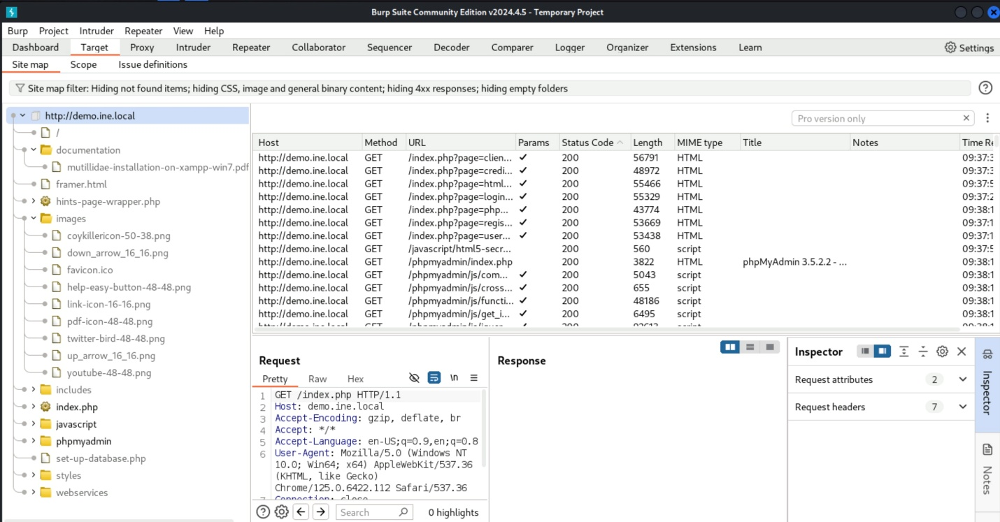 Burp Suite Community Edition v2024.4.5 - Temporary Project
Burp Project Intruder Repeater View Help
Dashboard Target Proxy Intruder Repeater Collaborator Sequencer Decoder Comparer Logger Organizer Extensions Learn Settings
Site map Scope Issue definitions
Site map filter: Hiding not found items; hiding CSS, image and general binary content; hiding 4xx responses; hiding empty folders
http://demo.ine.local
/
documentation
mutillidae-installation-on-xampp-win7.pdf
framer.html
hints-page-wrapper.php
images
coykillericon-50-38.png
down_arrow_16_16.png
favicon.ico
help-easy-button-48-48.png
link-icon-16-16.png
pdf-icon-48-48.png
twitter-bird-48-48.png
up_arrow_16_16.png
youtube-48-48.png
includes
index.php
javascript
phpmyadmin
set-up-database.php
styles
webservices
Pro version only
Host Method URL Params Status Code Length MIME type Title Notes Time Re
http://demo.ine.local GET /index.php?page=clien... ✓ 200 56791 HTML 09:37:3
http://demo.ine.local GET /index.php?page=credi... ✓ 200 48972 HTML 09:37:3
http://demo.ine.local GET /index.php?page=html... ✓ 200 55466 HTML 09:37:5
http://demo.ine.local GET /index.php?page=login... ✓ 200 55329 HTML 09:37:2
http://demo.ine.local GET /index.php?page=php... ✓ 200 43774 HTML 09:38:1
http://demo.ine.local GET /index.php?page=regis... ✓ 200 53669 HTML 09:37:1
http://demo.ine.local GET /index.php?page=user... ✓ 200 53438 HTML 09:37:1
http://demo.ine.local GET /javascript/html5-secr... 200 560 script 09:37:5
http://demo.ine.local GET /phpmyadmin/index.php 200 3822 HTML phpMyAdmin 3.5.2.2 - ... 09:38:1
http://demo.ine.local GET /phpmyadmin/js/com... ✓ 200 5043 script 09:38:1
http://demo.ine.local GET /phpmyadmin/js/cross... ✓ 200 655 script 09:38:1
http://demo.ine.local GET /phpmyadmin/js/functi... ✓ 200 48186 script 09:38:1
http://demo.ine.local GET /phpmyadmin/js/get_i... ✓ 200 6495 script 09:38:1
Request
Pretty Raw Hex \n
1 GET /index.php HTTP/1.1
2 Host: demo.ine.local
3 Accept-Encoding: gzip, deflate, br
4 Accept: */*
5 Accept-Language: en-US;q=0.9,en;q=0.8
6 User-Agent: Mozilla/5.0 (Windows NT
10.0; Win64; x64) AppleWebKit/537.36
(KHTML, like Gecko)
Chrome/125.0.6422.112 Safari/537.36
Search 0 highlights
Response
Inspector
Request attributes 2
Request headers 7
Inspector
Notes